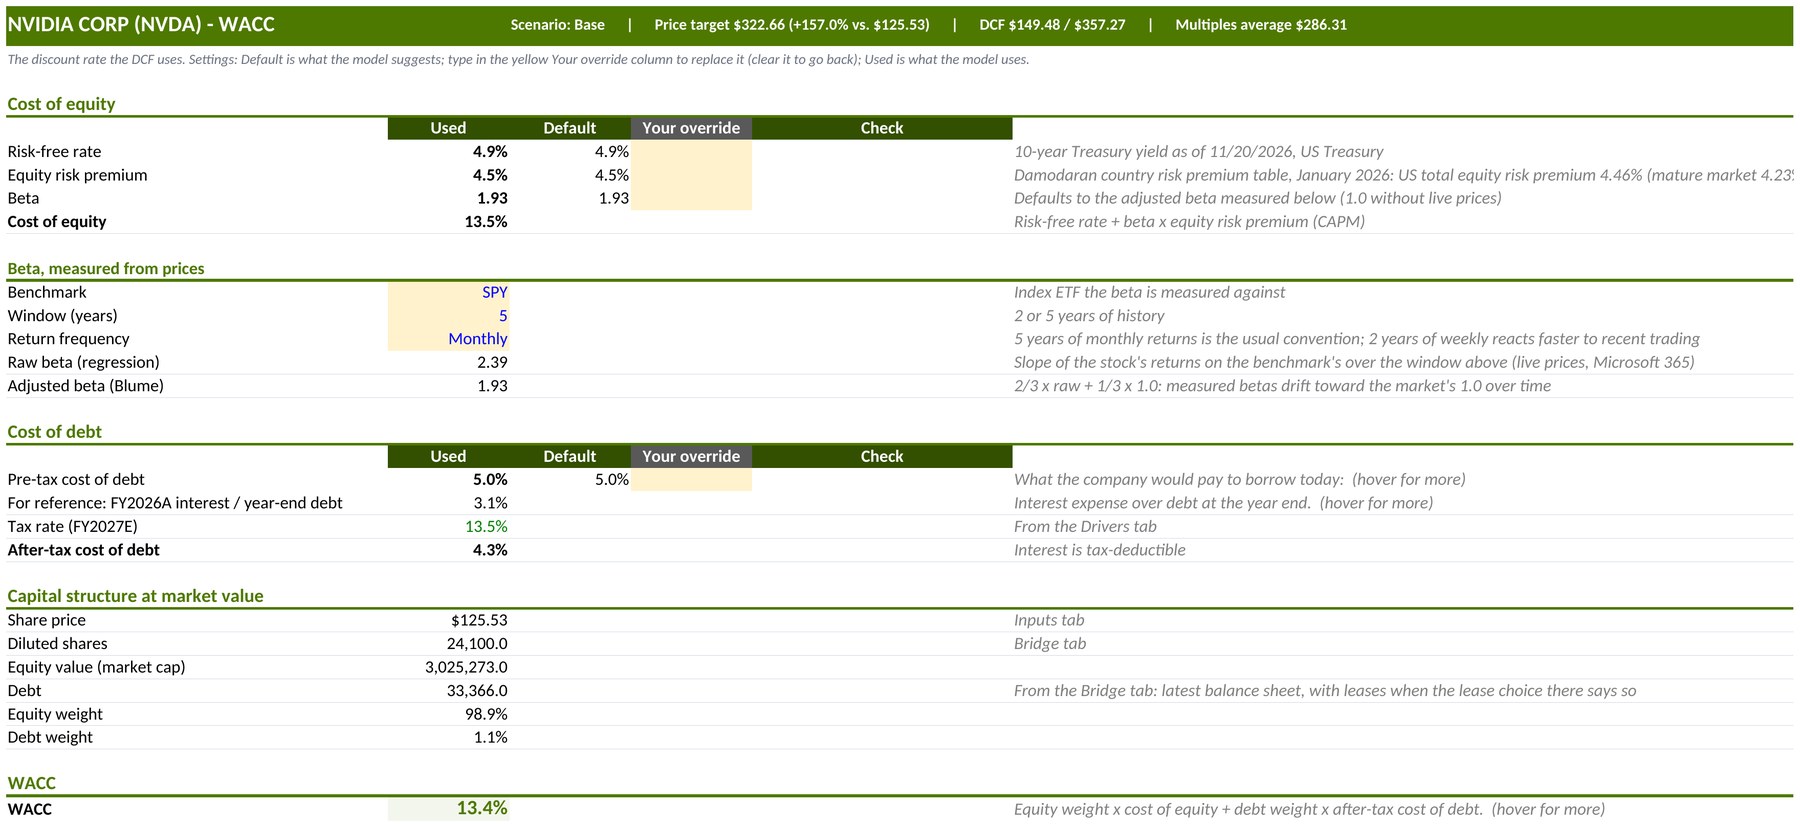 NVIDIA CORP (NVDA) - WACC Scenario: Base | Price target $322.66 (+157.0% vs. $125.53) | DCF $149.48 / $357.27 | Multiples average $286.31
The discount rate the DCF uses. Settings: Default is what the model suggests; type in the yellow Your override column to replace it (clear it to go back); Used is what the model uses.
Cost of equity
Used Default Your override Check
Risk-free rate 4.9% 4.9% 10-year Treasury yield as of 11/20/2026, US Treasury
Equity risk premium 4.5% 4.5% Damodaran country risk premium table, January 2026: US total equity risk premium 4.46% (mature market 4.23%
Beta 1.93 1.93 Defaults to the adjusted beta measured below (1.0 without live prices)
Cost of equity 13.5% Risk-free rate + beta x equity risk premium (CAPM)
Beta, measured from prices
Benchmark SPY Index ETF the beta is measured against
Window (years) 5 2 or 5 years of history
Return frequency Monthly 5 years of monthly returns is the usual convention; 2 years of weekly reacts faster to recent trading
Raw beta (regression) 2.39 Slope of the stock's returns on the benchmark's over the window above (live prices, Microsoft 365)
Adjusted beta (Blume) 1.93 2/3 x raw + 1/3 x 1.0: measured betas drift toward the market's 1.0 over time
Cost of debt
Used Default Your override Check
Pre-tax cost of debt 5.0% 5.0% What the company would pay to borrow today: (hover for more)
For reference: FY2026A interest / year-end debt 3.1% Interest expense over debt at the year end. (hover for more)
Tax rate (FY2027E) 13.5% From the Drivers tab
After-tax cost of debt 4.3% Interest is tax-deductible
Capital structure at market value
Share price $125.53 Inputs tab
Diluted shares 24,100.0 Bridge tab
Equity value (market cap) 3,025,273.0
Debt 33,366.0 From the Bridge tab: latest balance sheet, with leases when the lease choice there says so
Equity weight 98.9%
Debt weight 1.1%
WACC
WACC 13.4% Equity weight x cost of equity + debt weight x after-tax cost of debt. (hover for more)